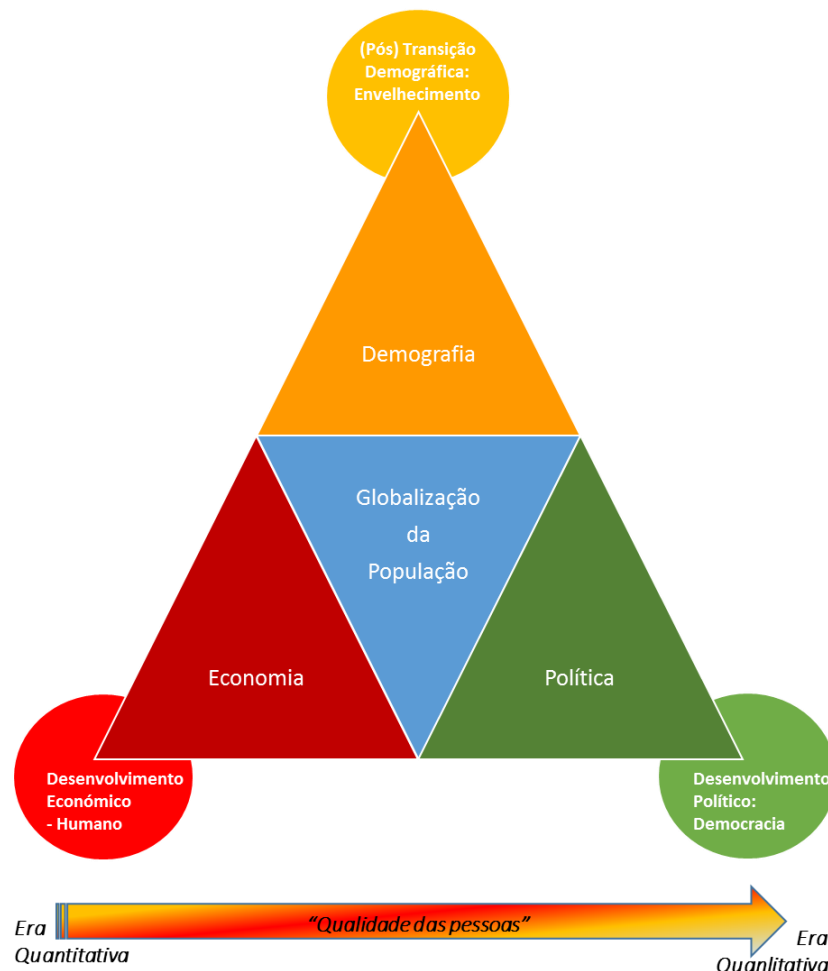 (Pós) Transição
Demográfica:
Envelhecimento
Demografia
Globalização
da
População
Economia
Política
Desenvolvimento
Económico
- Humano
Desenvolvimento
Político:
Democracia
"Qualidade das pessoas"
Era
Quantitativa
Era
Quanlitativa